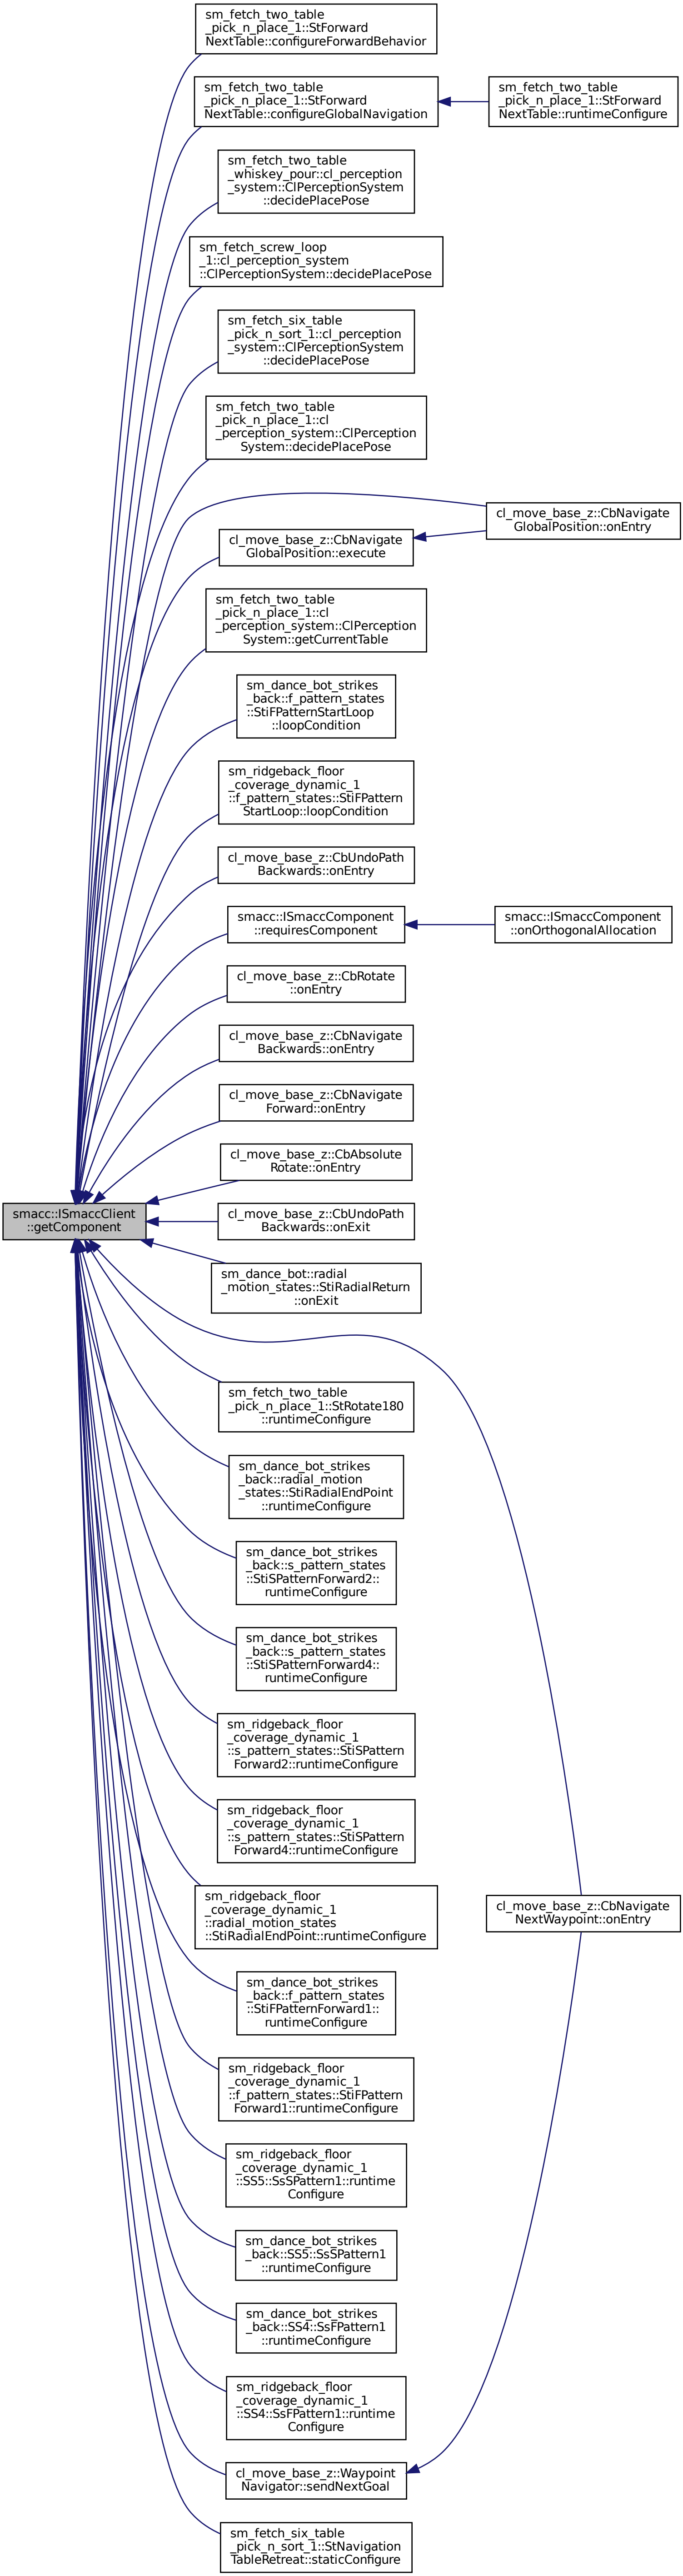 sm_fetch_two_table
_pick_n_place_1::StForward
NextTable::configureForwardBehavior
sm_fetch_two_table
_pick_n_place_1::StForward
NextTable::configureGlobalNavigation
sm_fetch_two_table
_pick_n_place_1::StForward
NextTable::runtimeConfigure
sm_fetch_two_table
_whiskey_pour::cl_perception
_system::ClPerceptionSystem
::decidePlacePose
sm_fetch_screw_loop
_1::cl_perception_system
::ClPerceptionSystem::decidePlacePose
sm_fetch_six_table
_pick_n_sort_1::cl_perception
_system::ClPerceptionSystem
::decidePlacePose
sm_fetch_two_table
_pick_n_place_1::cl
_perception_system::ClPerception
System::decidePlacePose
cl_move_base_z::CbNavigate
GlobalPosition::onEntry
cl_move_base_z::CbNavigate
GlobalPosition::execute
sm_fetch_two_table
_pick_n_place_1::cl
_perception_system::ClPerception
System::getCurrentTable
sm_dance_bot_strikes
_back::f_pattern_states
::StiFPatternStartLoop
::loopCondition
sm_ridgeback_floor
_coverage_dynamic_1
::f_pattern_states::StiFPattern
StartLoop::loopCondition
cl_move_base_z::CbUndoPath
Backwards::onEntry
smacc::ISmaccComponent
::requiresComponent
smacc::ISmaccComponent
::onOrthogonalAllocation
cl_move_base_z::CbRotate
::onEntry
cl_move_base_z::CbNavigate
Backwards::onEntry
cl_move_base_z::CbNavigate
Forward::onEntry
cl_move_base_z::CbAbsolute
Rotate::onEntry
smacc::ISmaccClient
::getComponent
cl_move_base_z::CbUndoPath
Backwards::onExit
sm_dance_bot::radial
_motion_states::StiRadialReturn
::onExit
sm_fetch_two_table
_pick_n_place_1::StRotate180
::runtimeConfigure
sm_dance_bot_strikes
_back::radial_motion
_states::StiRadialEndPoint
::runtimeConfigure
sm_dance_bot_strikes
_back::s_pattern_states
::StiSPatternForward2::
runtimeConfigure
sm_dance_bot_strikes
_back::s_pattern_states
::StiSPatternForward4::
runtimeConfigure
sm_ridgeback_floor
_coverage_dynamic_1
::s_pattern_states::StiSPattern
Forward2::runtimeConfigure
sm_ridgeback_floor
_coverage_dynamic_1
::s_pattern_states::StiSPattern
Forward4::runtimeConfigure
sm_ridgeback_floor
_coverage_dynamic_1
::radial_motion_states
::StiRadialEndPoint::runtimeConfigure
cl_move_base_z::CbNavigate
NextWaypoint::onEntry
sm_dance_bot_strikes
_back::f_pattern_states
::StiFPatternForward1::
runtimeConfigure
sm_ridgeback_floor
_coverage_dynamic_1
::f_pattern_states::StiFPattern
Forward1::runtimeConfigure
sm_ridgeback_floor
_coverage_dynamic_1
::SS5::SsSPattern1::runtime
Configure
sm_dance_bot_strikes
_back::SS5::SsSPattern1
::runtimeConfigure
sm_dance_bot_strikes
_back::SS4::SsFPattern1
::runtimeConfigure
sm_ridgeback_floor
_coverage_dynamic_1
::SS4::SsFPattern1::runtime
Configure
cl_move_base_z::Waypoint
Navigator::sendNextGoal
sm_fetch_six_table
_pick_n_sort_1::StNavigation
TableRetreat::staticConfigure